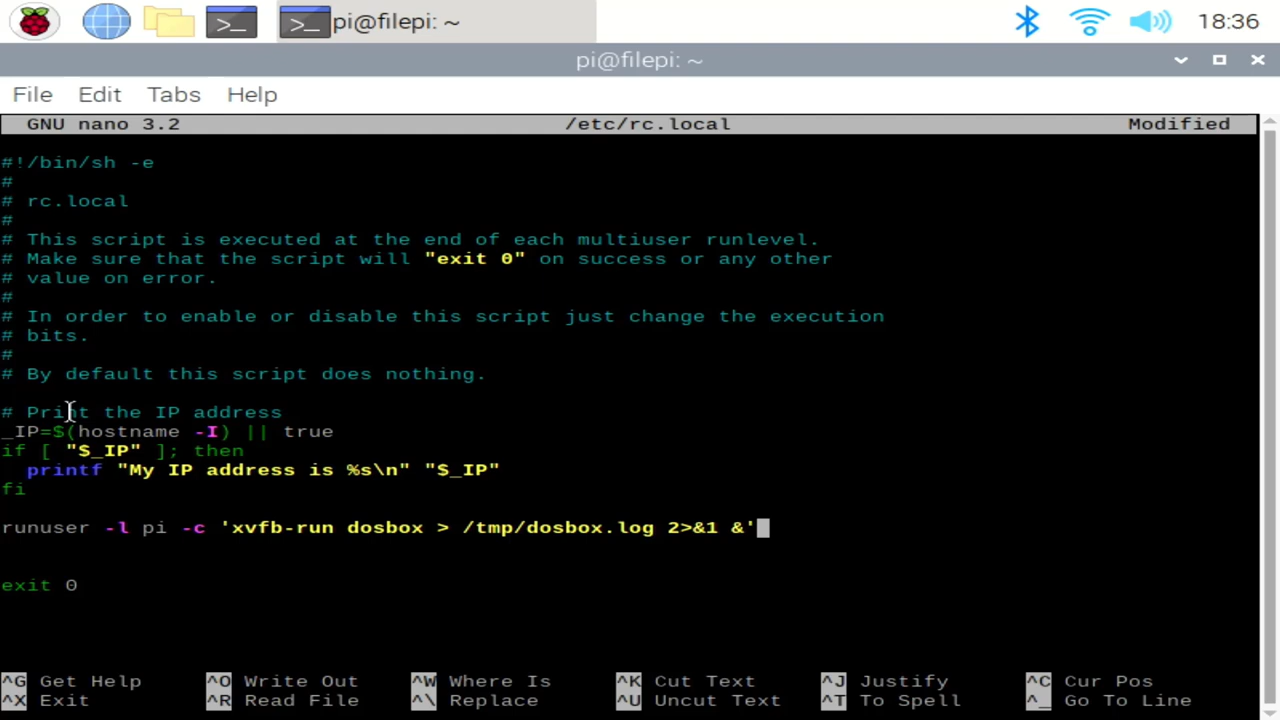 pi@filepi: ~
18:36
pi@filepi: ~
File Edit Tabs Help
GNU nano 3.2 /etc/rc.local Modified
#!/bin/sh -e
#
# rc.local
#
# This script is executed at the end of each multiuser runlevel.
# Make sure that the script will "exit 0" on success or any other
# value on error.
#
# In order to enable or disable this script just change the execution
# bits.
#
# By default this script does nothing.
# Print the IP address
_IP=$(hostname -I) || true
if [ "$_IP" ]; then
  printf "My IP address is %s\n" "$_IP"
fi
runuser -l pi -c 'xvfb-run dosbox > /tmp/dosbox.log 2>&1 &'
exit 0
^G Get Help ^O Write Out ^W Where Is ^K Cut Text ^J Justify ^C Cur Pos
^X Exit ^R Read File ^\ Replace ^U Uncut Text ^T To Spell ^_ Go To Line